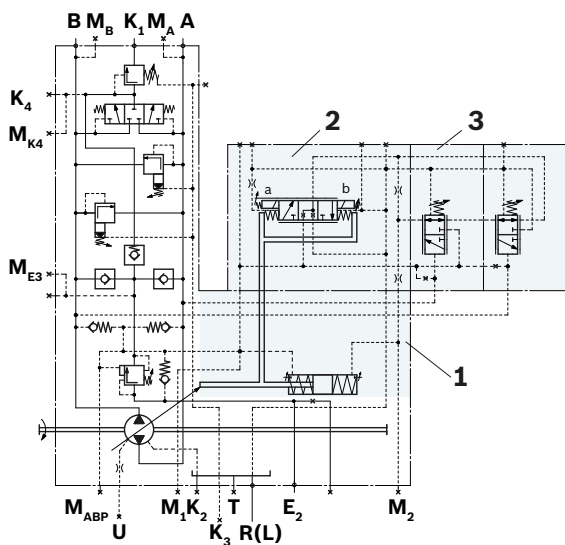 B M_B K_1 M_A A
K_4
M_K4
2 3
a b
M_E3
1
M_ABP U M_1 K_2 K_3 T R(L) E_2 M_2